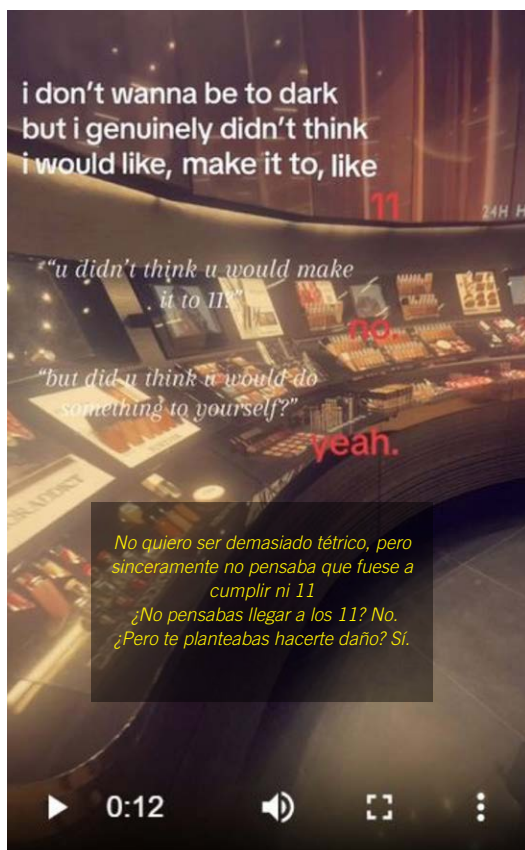 i don't wanna be to dark
but i genuinely didn't think
i would like, make it to, like
11
24H H
“u didn't think u would make
it to 11?”
no.
“but did u think u would do
something to yourself?”
yeah.
No quiero ser demasiado tétrico, pero
sinceramente no pensaba que fuese a
cumplir ni 11
¿No pensabas llegar a los 11? No.
¿Pero te planteabas hacerte daño? Sí.
0:12